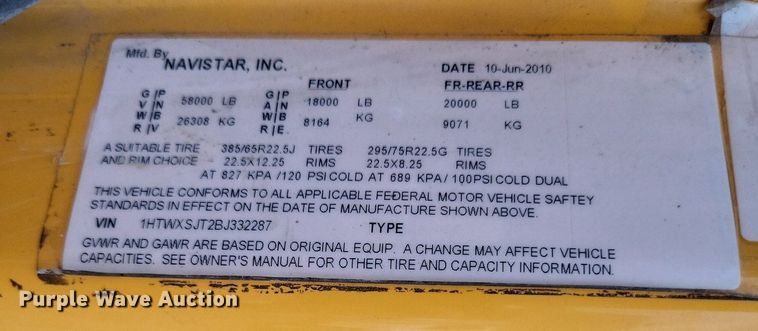 Mfd. By NAVISTAR, INC. DATE 10-Jun-2010
FRONT FR-REAR-RR
G|P V|N W|B R|V 58000 LB 26308 KG G|P A|N W|B R|E 18000 LB 8164 KG 20000 LB 9071 KG
A SUITABLE TIRE 385/65R22.5J TIRES 295/75R22.5G TIRES
AND RIM CHOICE 22.5X12.25 RIMS 22.5X8.25 RIMS
AT 827 KPA /120 PSI COLD AT 689 KPA/ 100PSI COLD DUAL
THIS VEHICLE CONFORMS TO ALL APPLICABLE FEDERAL MOTOR VEHICLE SAFTEY
STANDARDS IN EFFECT ON THE DATE OF MANUFACTURE SHOWN ABOVE.
VIN 1HTWXSJT2BJ332287 TYPE
GVWR AND GAWR ARE BASED ON ORIGINAL EQUIP. A CHANGE MAY AFFECT VEHICLE
CAPACITIES. SEE OWNER'S MANUAL FOR OTHER TIRE AND CAPACITY INFORMATION.
Purple Wave Auction